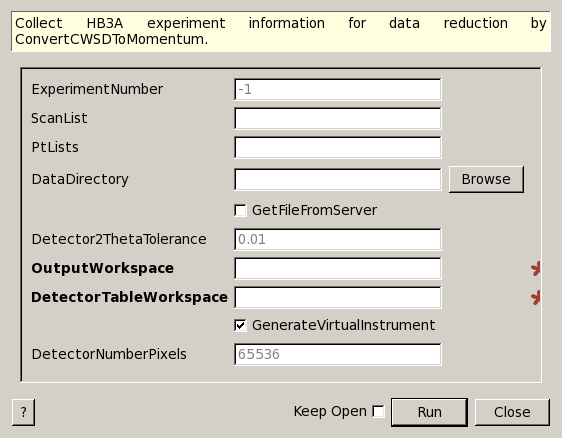 Collect HB3A experiment information for data reduction by
ConvertCWSDToMomentum.
ExperimentNumber -1
ScanList
PtLists
DataDirectory Browse
GetFileFromServer
Detector2ThetaTolerance 0.01
OutputWorkspace *
DetectorTableWorkspace *
GenerateVirtualInstrument
DetectorNumberPixels 65536
? Keep Open Run Close